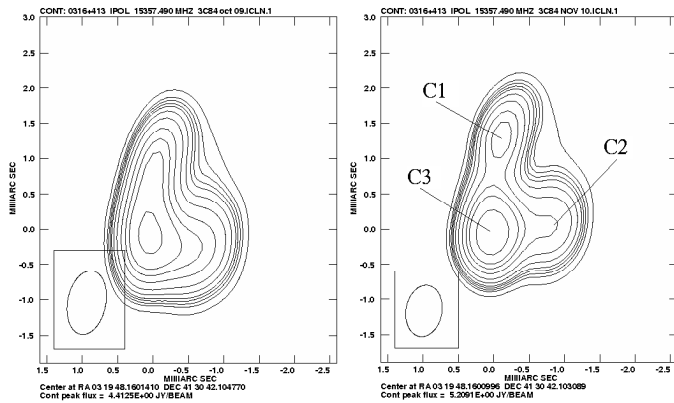 CONT: 0316+413 IPOL 15357.490 MHZ 3C84 oct 09.ICLN.1
3.0
2.5
2.0
1.5
1.0
0.5
0.0
-0.5
-1.0
-1.5
MILLIARC SEC
1.5 1.0 0.5 0.0 -0.5 -1.0 -1.5 -2.0 -2.5
MILLIARC SEC
Center at RA 03 19 48.1601410 DEC 41 30 42.104770
Cont peak flux = 4.4125E+00 JY/BEAM
CONT: 0316+413 IPOL 15357.490 MHZ 3C84 NOV 10.ICLN.1
3.0
2.5
2.0
1.5
1.0
0.5
0.0
-0.5
-1.0
-1.5
MILLIARC SEC
C1
C2
C3
1.5 1.0 0.5 0.0 -0.5 -1.0 -1.5 -2.0 -2.5
MILLIARC SEC
Center at RA 03 19 48.1600996 DEC 41 30 42.103089
Cont peak flux = 5.2091E+00 JY/BEAM